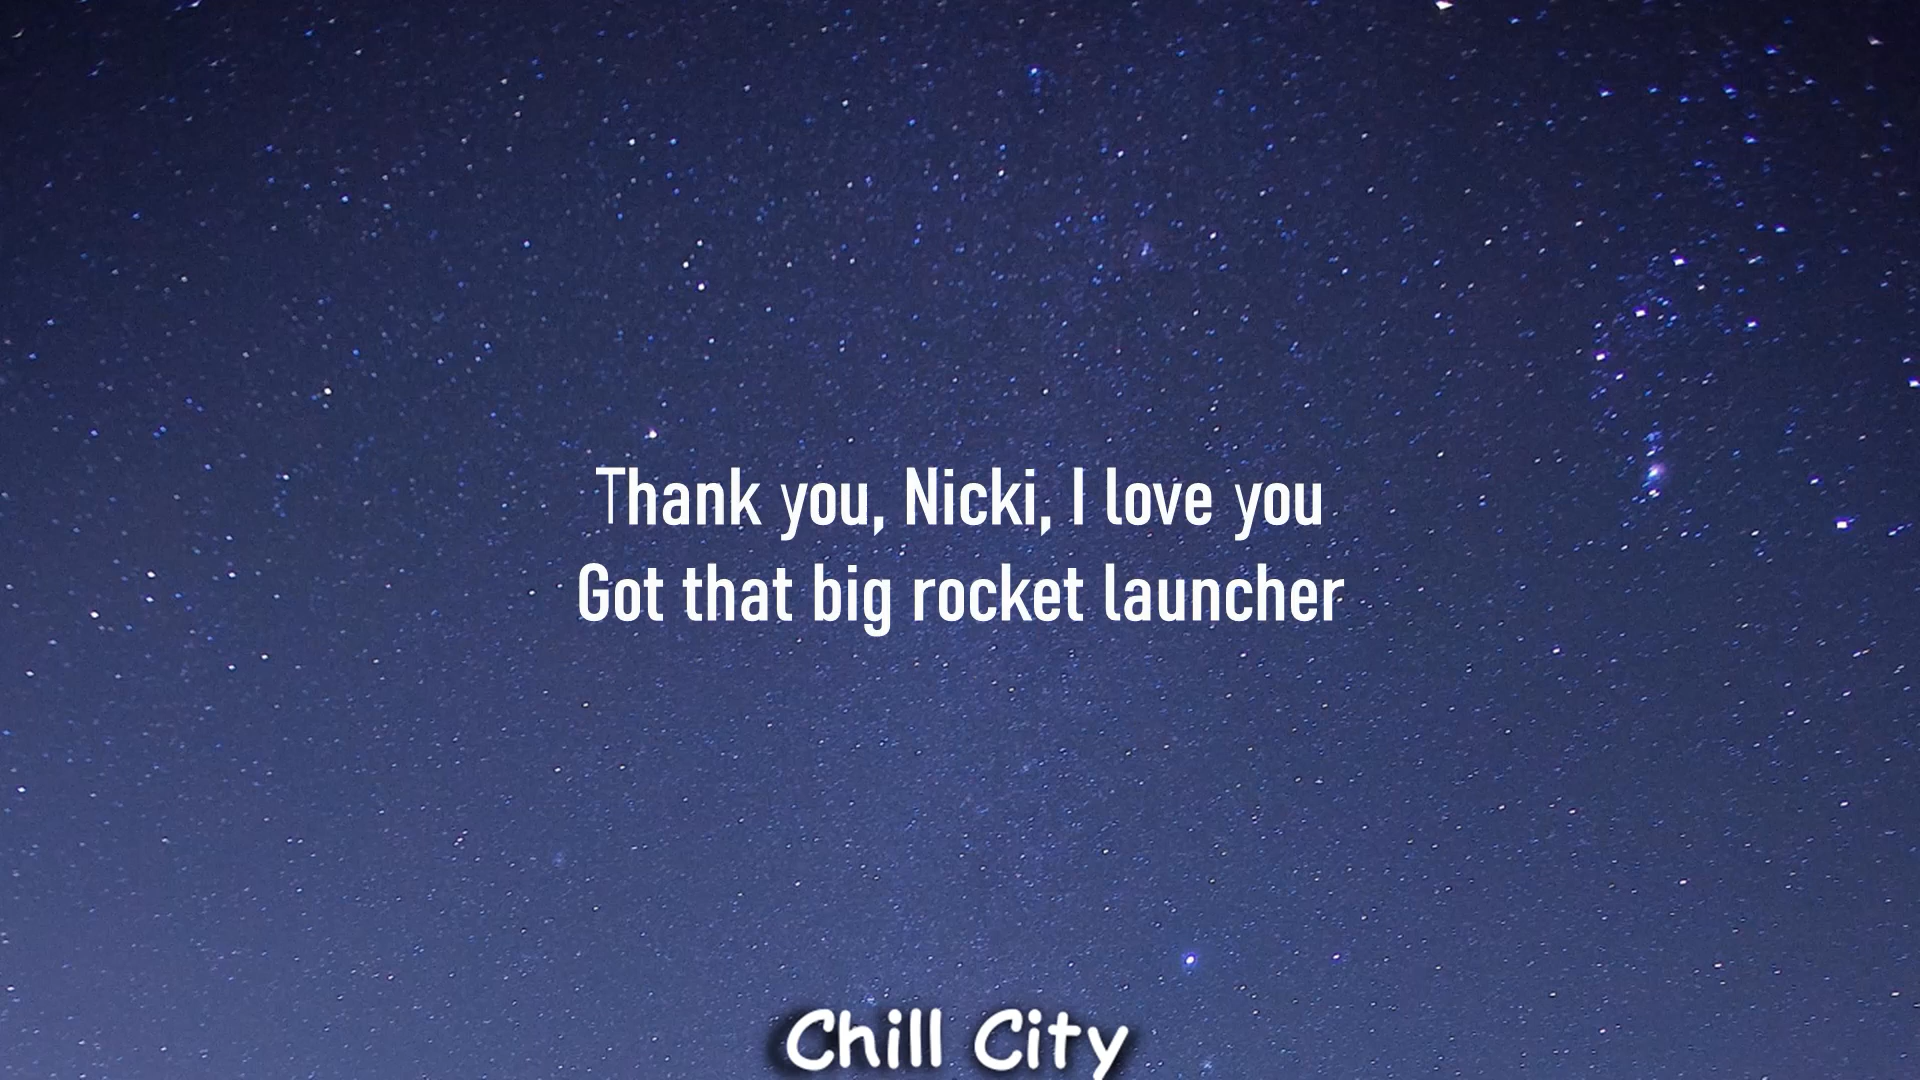 Thank you, Nicki, I love you
Got that big rocket launcher
Chill City